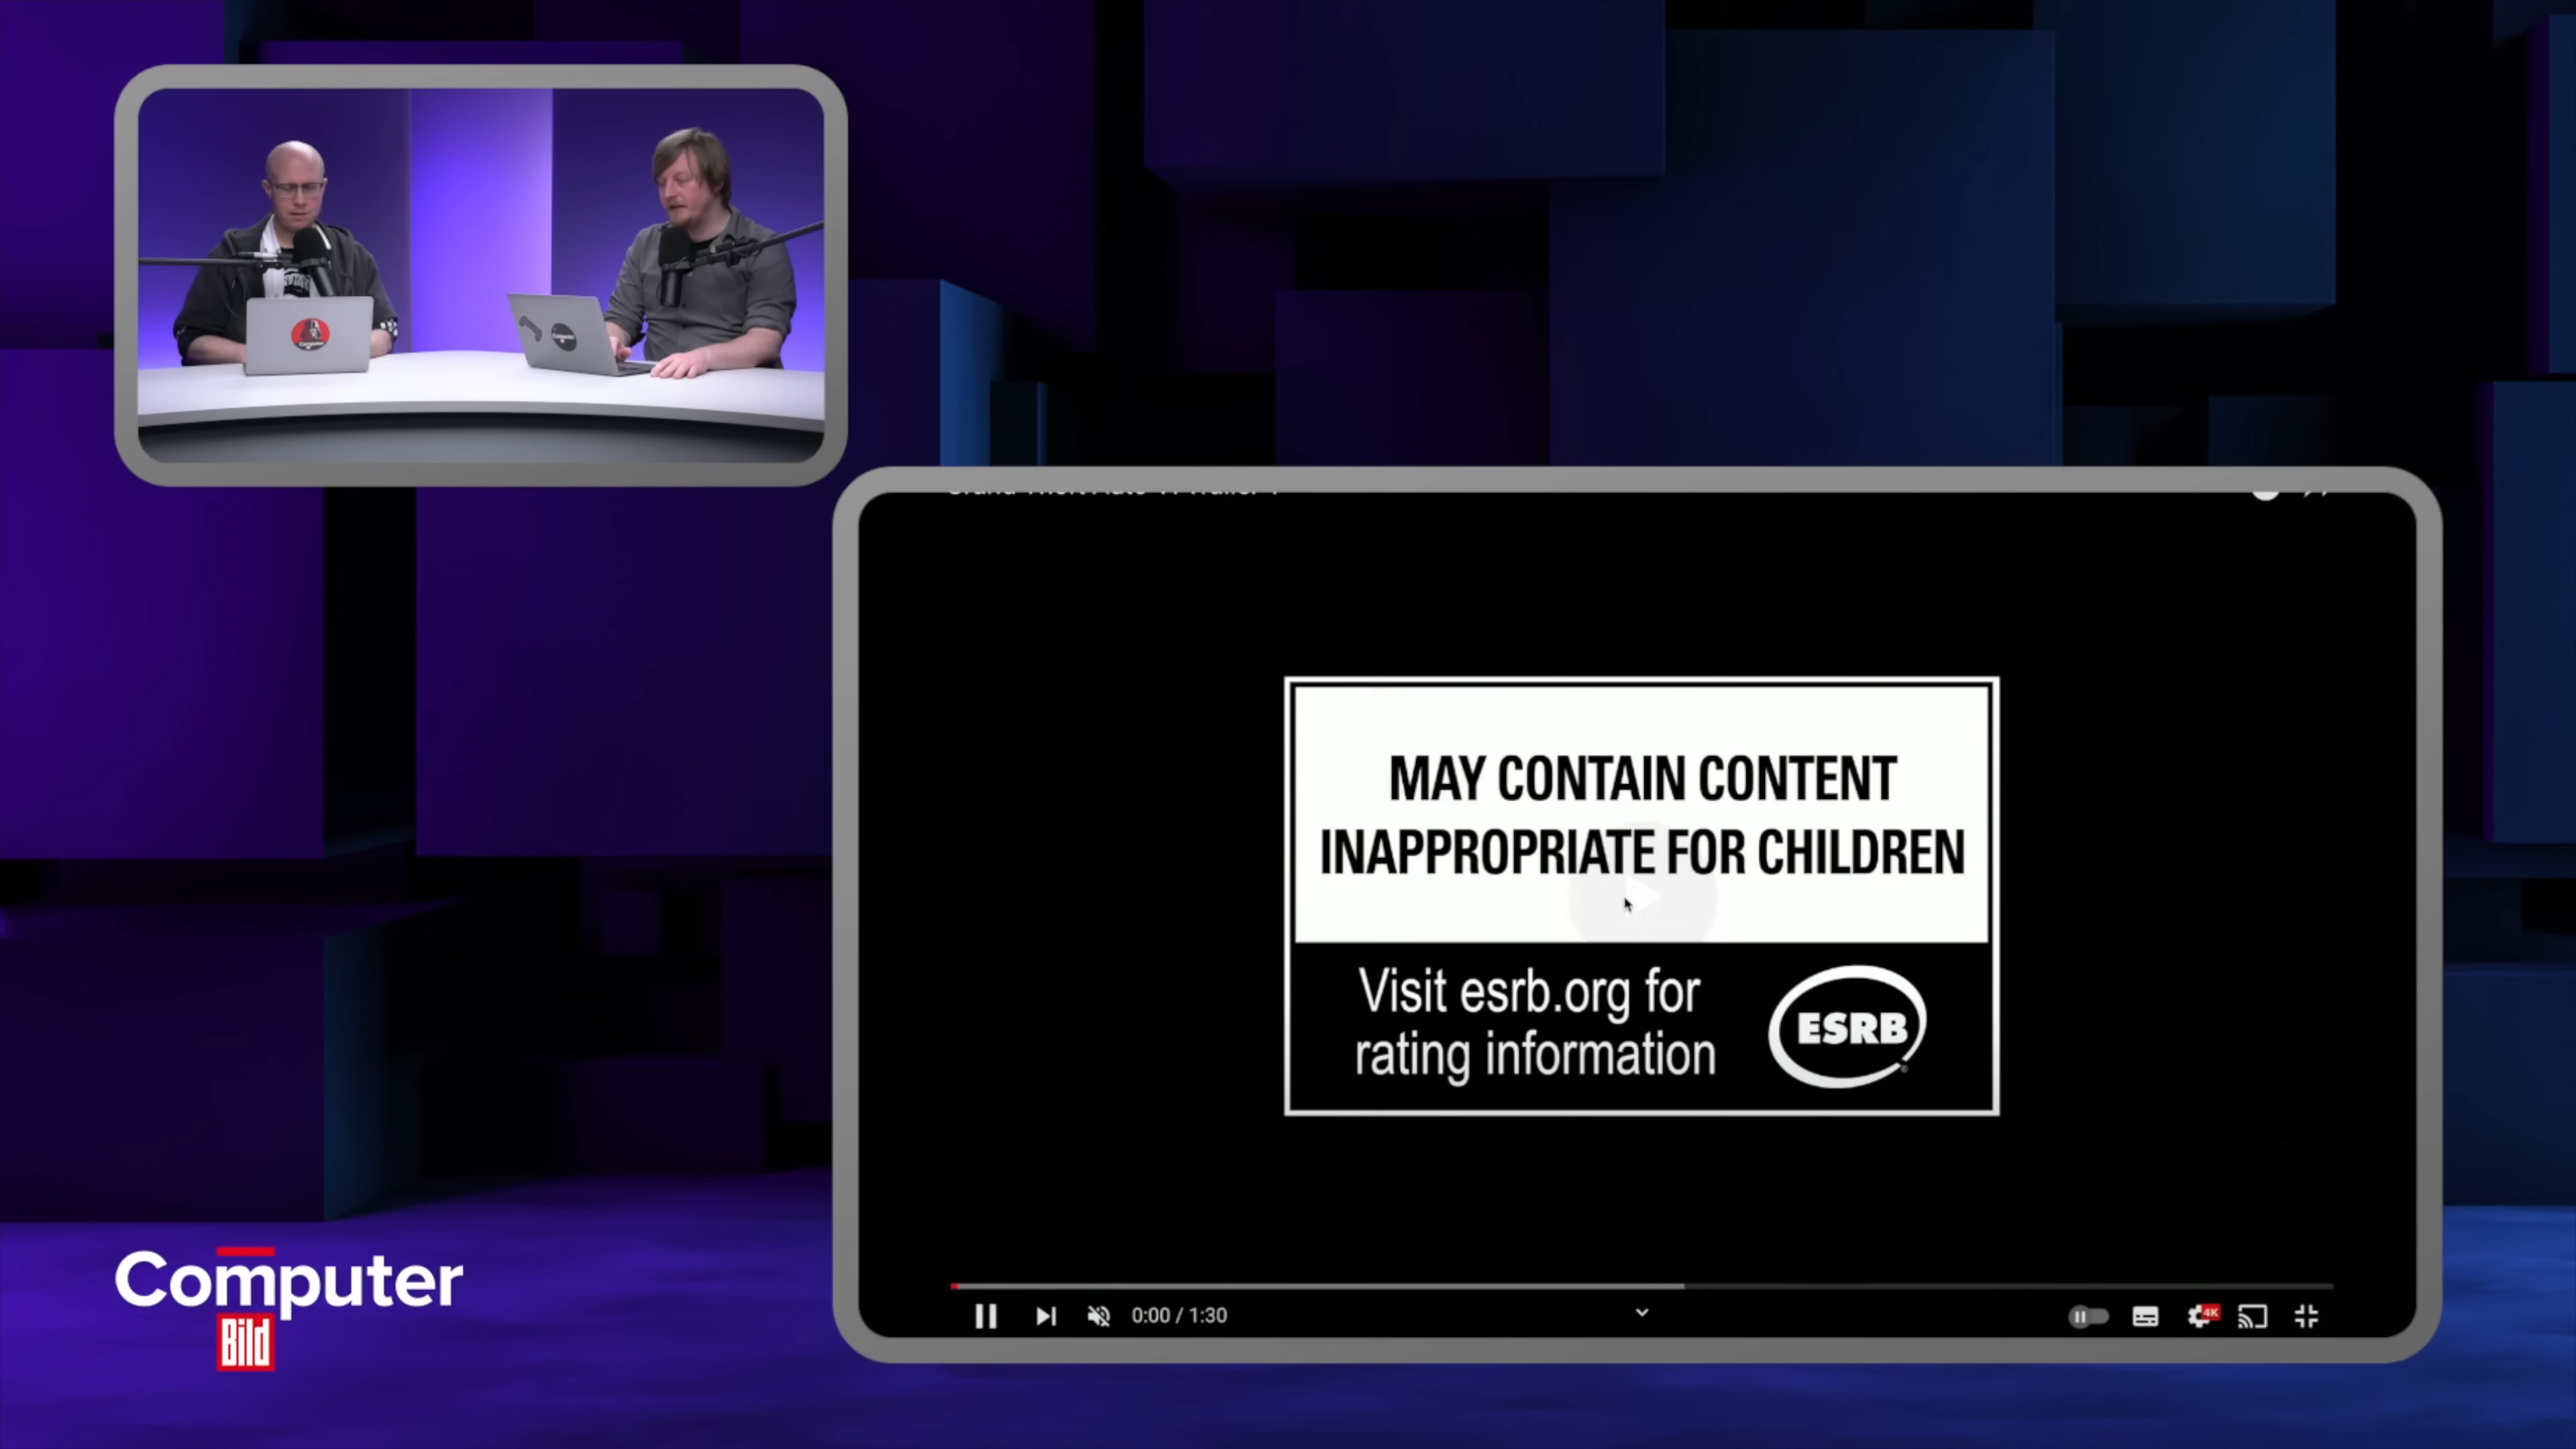 MAY CONTAIN CONTENT
INAPPROPRIATE FOR CHILDREN
Visit esrb.org for
rating information
ESRB
0:00 / 1:30
4K
Computer
Bild